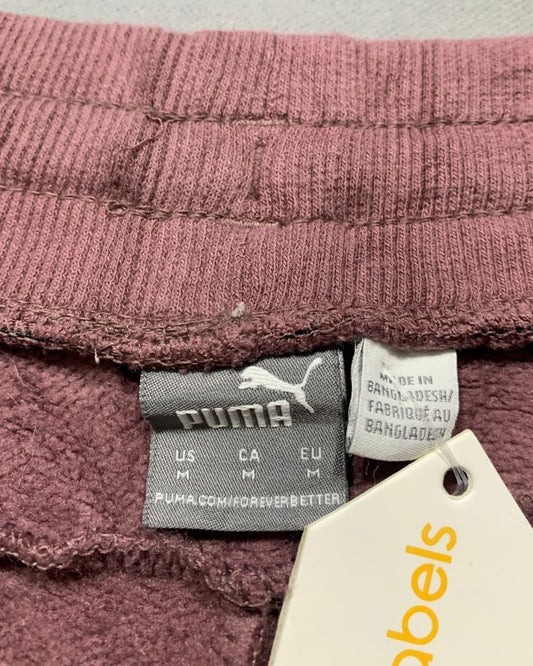 PUMA
US CA EU
M M M
PUMA.COM/FOREVERBETTER
MADE IN
BANGLADESH/
FABRIQUÉ AU
BANGLADESH
abels